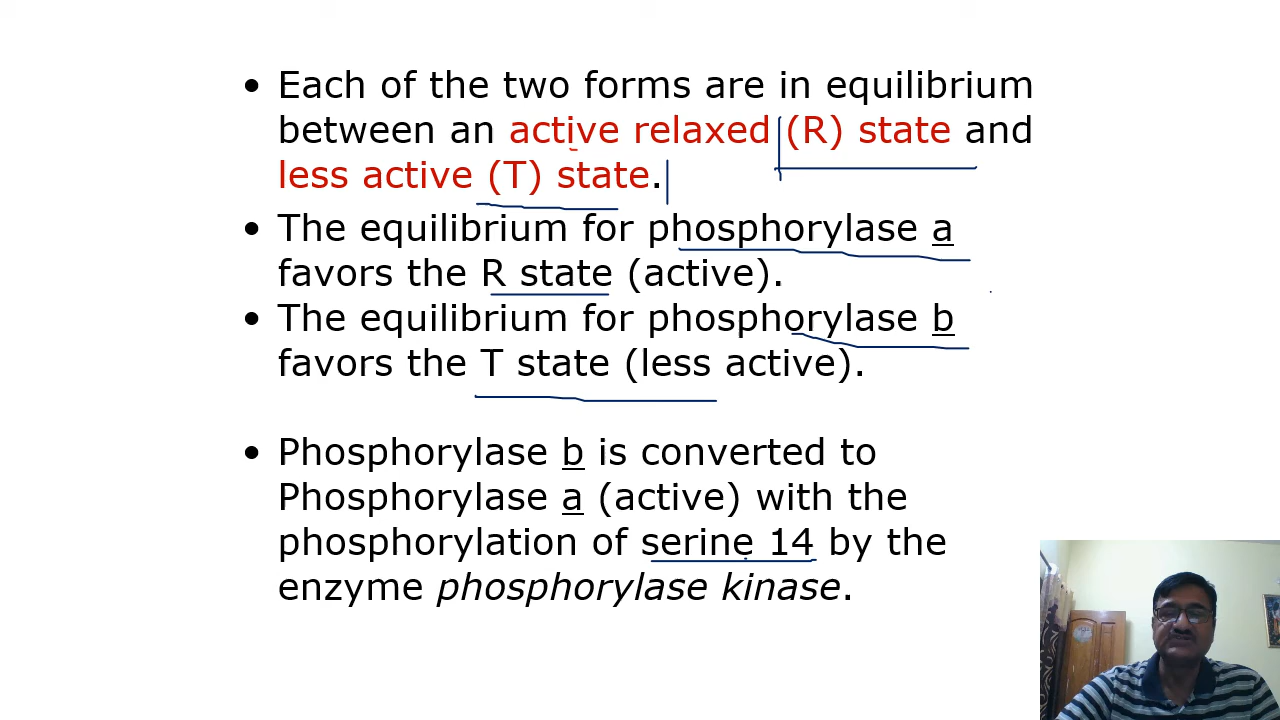 • Each of the two forms are in equilibrium
between an active relaxed (R) state and
less active (T) state.
• The equilibrium for phosphorylase a
favors the R state (active).
• The equilibrium for phosphorylase b
favors the T state (less active).
• Phosphorylase b is converted to
Phosphorylase a (active) with the
phosphorylation of serine 14 by the
enzyme phosphorylase kinase.